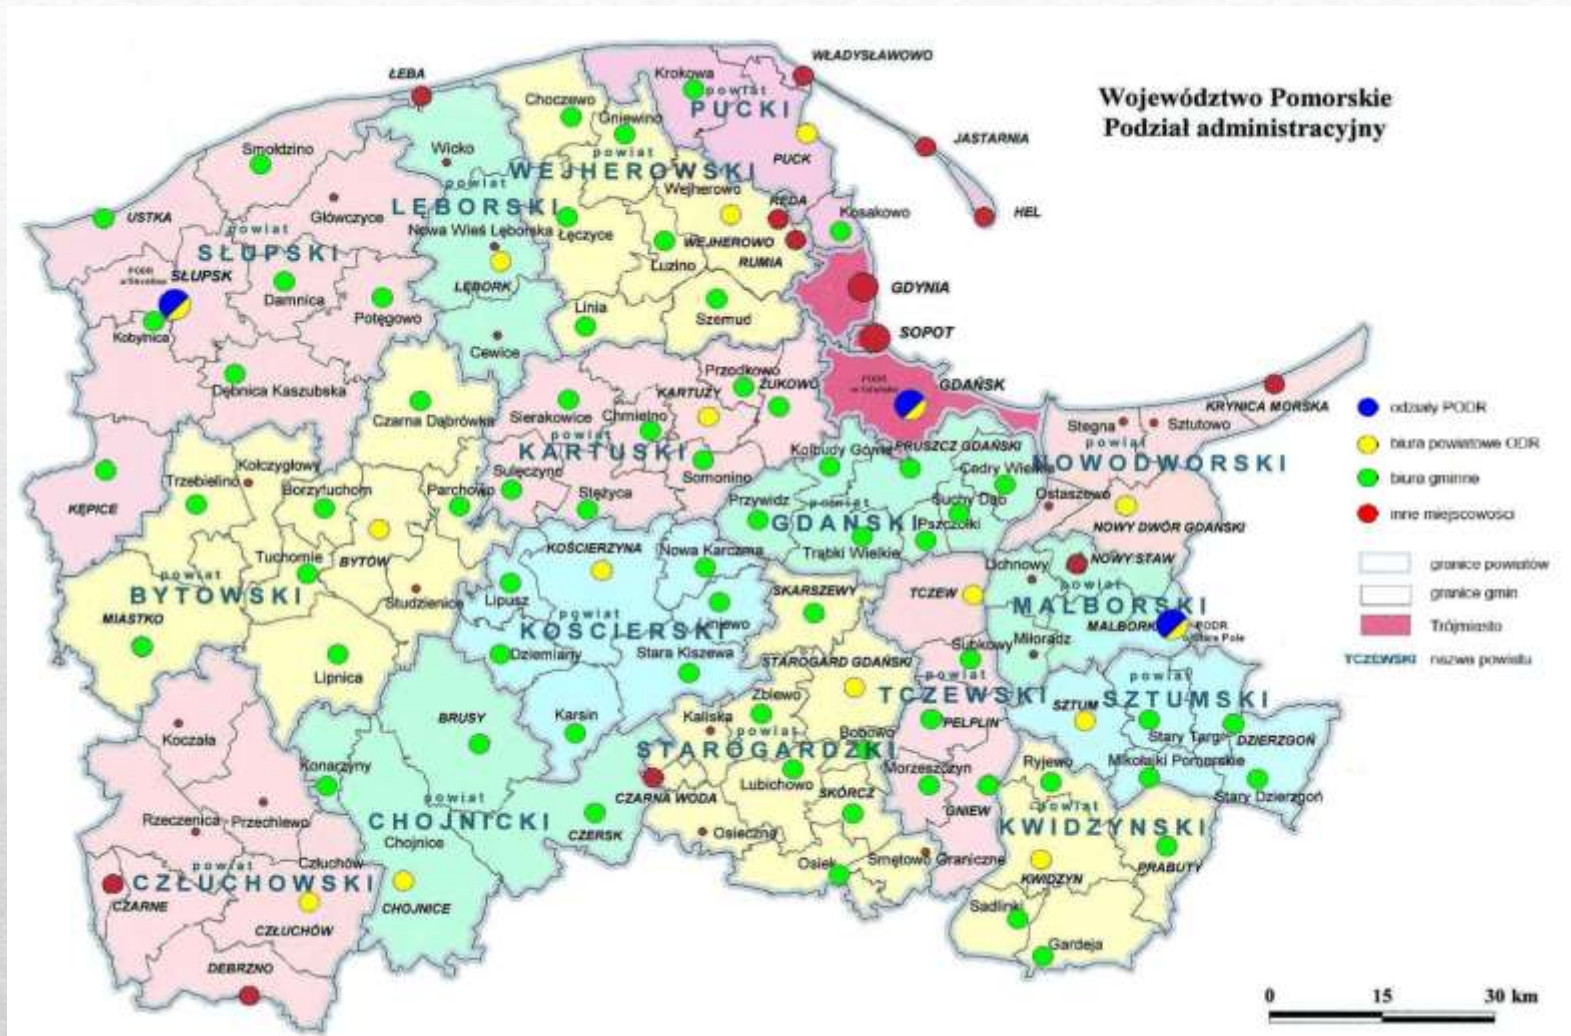 Województwo Pomorskie
Podział administracyjny
WŁADYSŁAWOWO
ŁEBA
Krokowa
powiat
PUCKI
Choczewo
Gniewino
JASTARNIA
Smołdzino
Wicko
powiat
WEJHEROWSKI
PUCK
powiat
LĘBORSKI
Wejherowo
USTKA
Główczyce
REDA
Kosakowo
HEL
powiat
SŁUPSKI
Nowa Wieś Lęborska
Łęczyce
WEJHEROWO
RUMIA
Luzino
PODR
SŁUPSK
LĘBORK
GDYNIA
Damnica
Potęgowo
Linia
Szemud
Kobylnica
SOPOT
Cewice
Dębnica Kaszubska
Przodkowo
ŻUKOWO
KARTUZY
PODR
GDAŃSK
Czarna Dąbrówka
Sierakowice
Chmielno
KRYNICA MORSKA
Stegna
Sztutowo
powiat
KARTUSKI
PRUSZCZ GDAŃSKI
Kolbudy Górne
powiat
NOWODWORSKI
Kołczygłowy
Trzebielino
Borzytuchom
Parchowo
Sulęczyno
Stężyca
Somonino
Cedry Wielkie
Ostaszewo
KĘPICE
Przywidz
powiat
GDAŃSKI
Suchy Dąb
Pszczółki
NOWY DWÓR GDAŃSKI
Tuchomie
BYTÓW
KOŚCIERZYNA
Nowa Karczma
Trąbki Wielkie
NOWY STAW
Lichnowy
powiat
BYTOWSKI
Studzienice
Lipusz
SKARSZEWY
TCZEW
powiat
MALBORSKI
MIASTKO
powiat
KOŚCIERSKI
Liniewo
MALBORK
PODR
Stare Pole
Dziemiany
Stara Kiszewa
Subkowy
Miłoradz
Lipnica
STAROGARD GDAŃSKI
powiat
TCZEWSKI
powiat
SZTUMSKI
SZTUM
Koczała
BRUSY
Karsin
Zblewo
Kaliska
PELPLIN
Stary Targ
DZIERZGOŃ
powiat
STAROGARDZKI
Bobowo
Konarzyny
Morzeszczyn
Ryjewo
Mikołajki Pomorskie
Lubichowo
CZARNA WODA
SKÓRCZ
GNIEW
Stary Dzierzgoń
Rzeczenica
Przechlewo
powiat
CHOJNICKI
CZERSK
Osieczna
powiat
KWIDZYNSKI
Chojnice
Człuchów
powiat
CZŁUCHOWSKI
Osiek
Smętowo Graniczne
PRABUTY
KWIDZYN
CZARNE
CHOJNICE
CZŁUCHÓW
Sadlinki
Gardeja
DEBRZNO
odziały PODR
biura powiatowe ODR
biura gminne
inne miejscowości
granice powiatów
granice gmin
Trójmiasto
TCZEWSKI nazwa powiatu
0 15 30 km